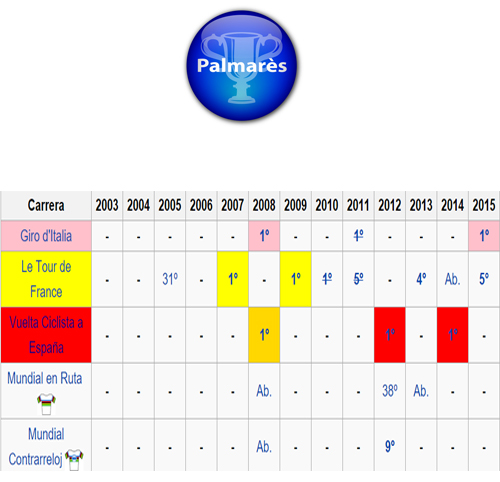 Palmarès
Carrera 2003 2004 2005 2006 2007 2008 2009 2010 2011 2012 2013 2014 2015
Giro d'Italia - - - - - 1º - - 1º - - - 1º
Le Tour de
France - - 31º - 1º - 1º 1º 5º - 4º Ab. 5º
Vuelta Ciclista a
España - - - - - 1º - - - 1º - 1º -
Mundial en Ruta - - - - - Ab. - - - 38º Ab. - -
Mundial
Contrarreloj - - - - - Ab. - - - 9º - - -